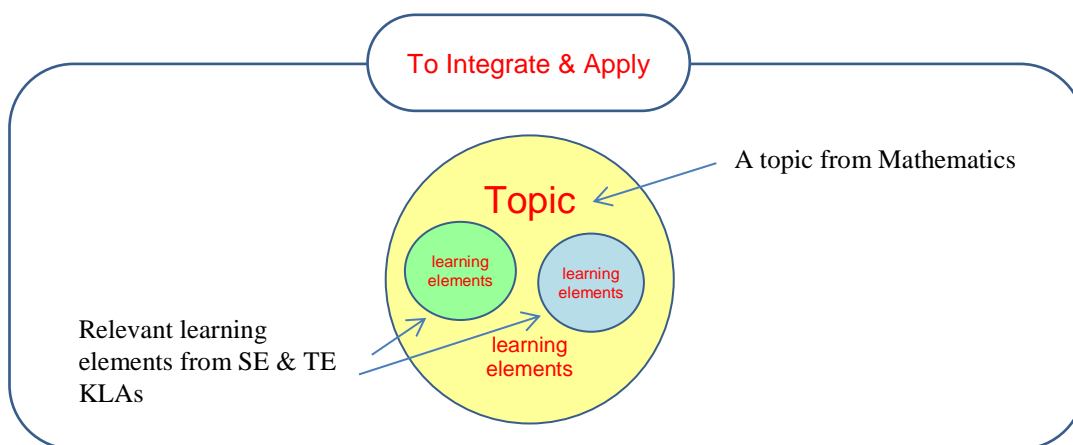 To Integrate & Apply
A topic from Mathematics
Topic
learning
elements
learning
elements
Relevant learning
elements from SE & TE
KLAs
learning
elements